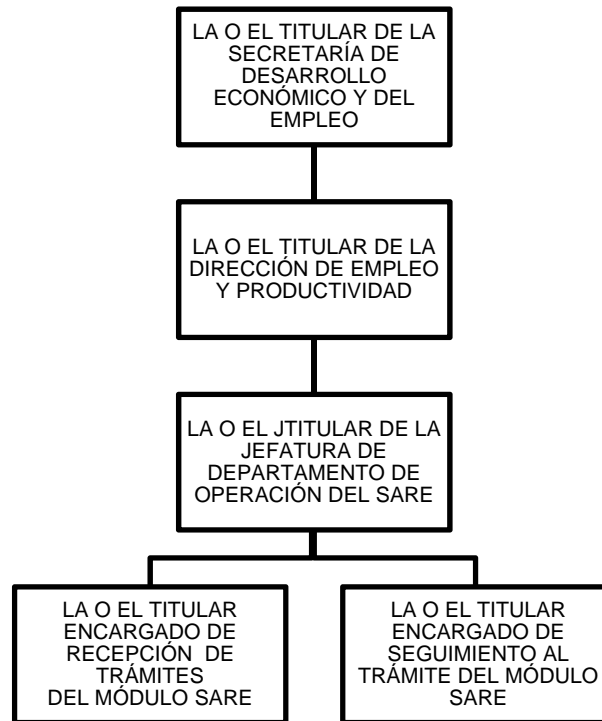 LA O EL TITULAR DE LA
SECRETARÍA DE
DESARROLLO
ECONÓMICO Y DEL
EMPLEO
LA O EL TITULAR DE LA
DIRECCIÓN DE EMPLEO
Y PRODUCTIVIDAD
LA O EL JTITULAR DE LA
JEFATURA DE
DEPARTAMENTO DE
OPERACIÓN DEL SARE
LA O EL TITULAR
ENCARGADO DE
RECEPCIÓN DE
TRÁMITES
DEL MÓDULO SARE
LA O EL TITULAR
ENCARGADO DE
SEGUIMIENTO AL
TRÁMITE DEL MÓDULO
SARE